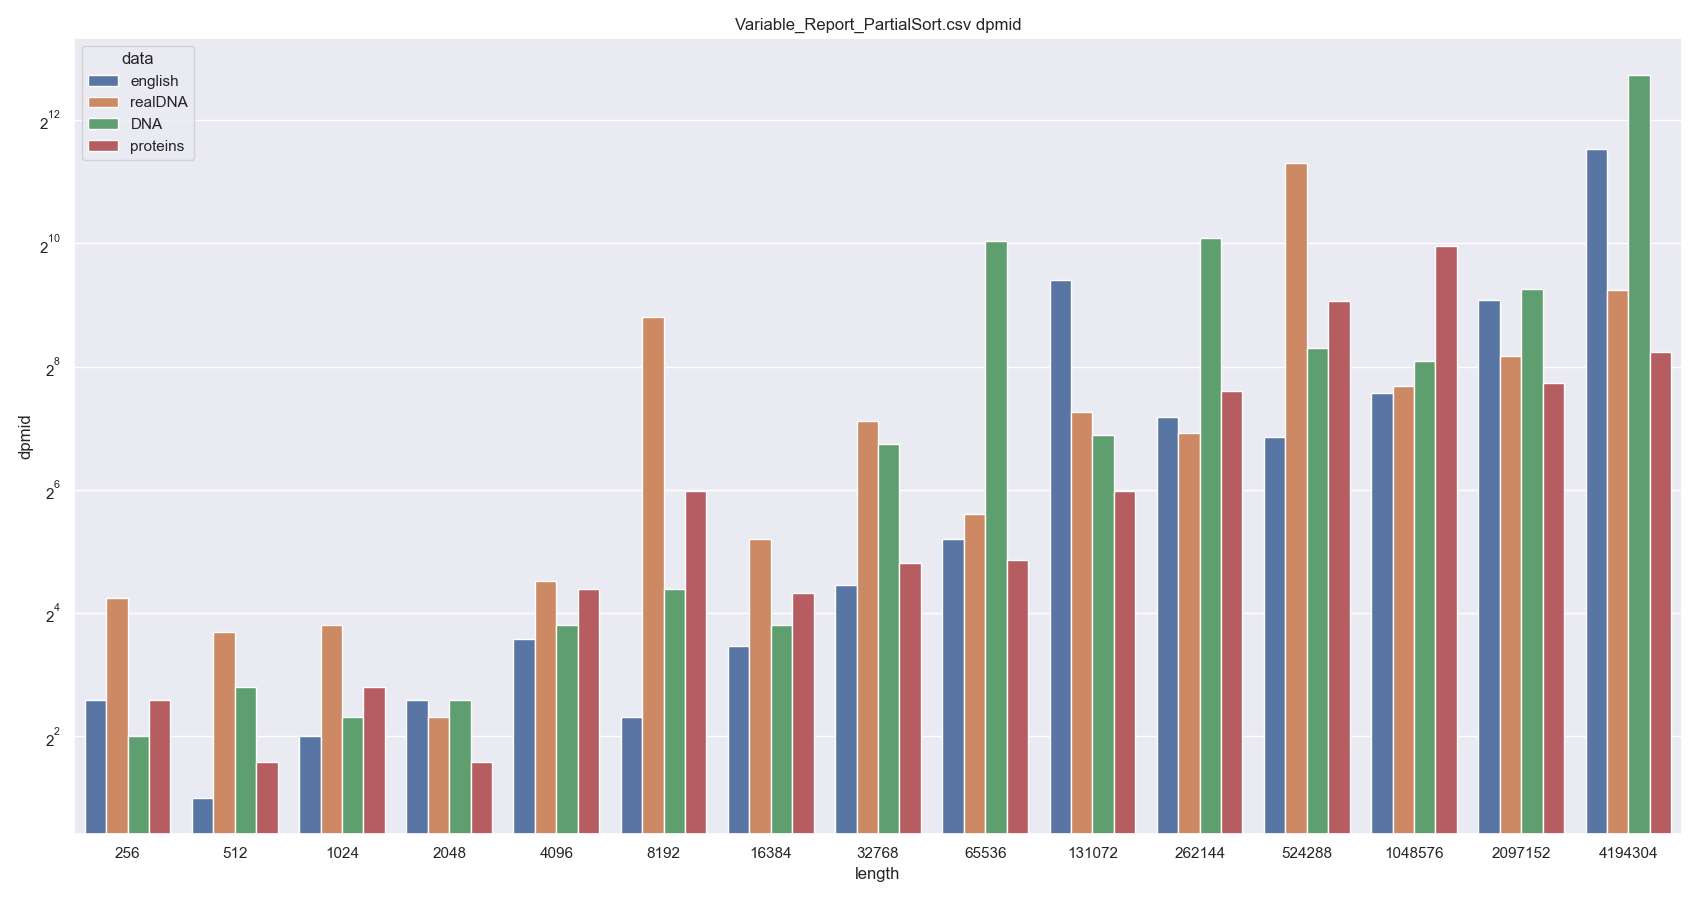 Variable_Report_PartialSort.csv dpmid
data
english
realDNA
DNA
proteins
2^12
2^10
2^8
2^6
2^4
2^2
dpmid
256 512 1024 2048 4096 8192 16384 32768 65536 131072 262144 524288 1048576 2097152 4194304
length